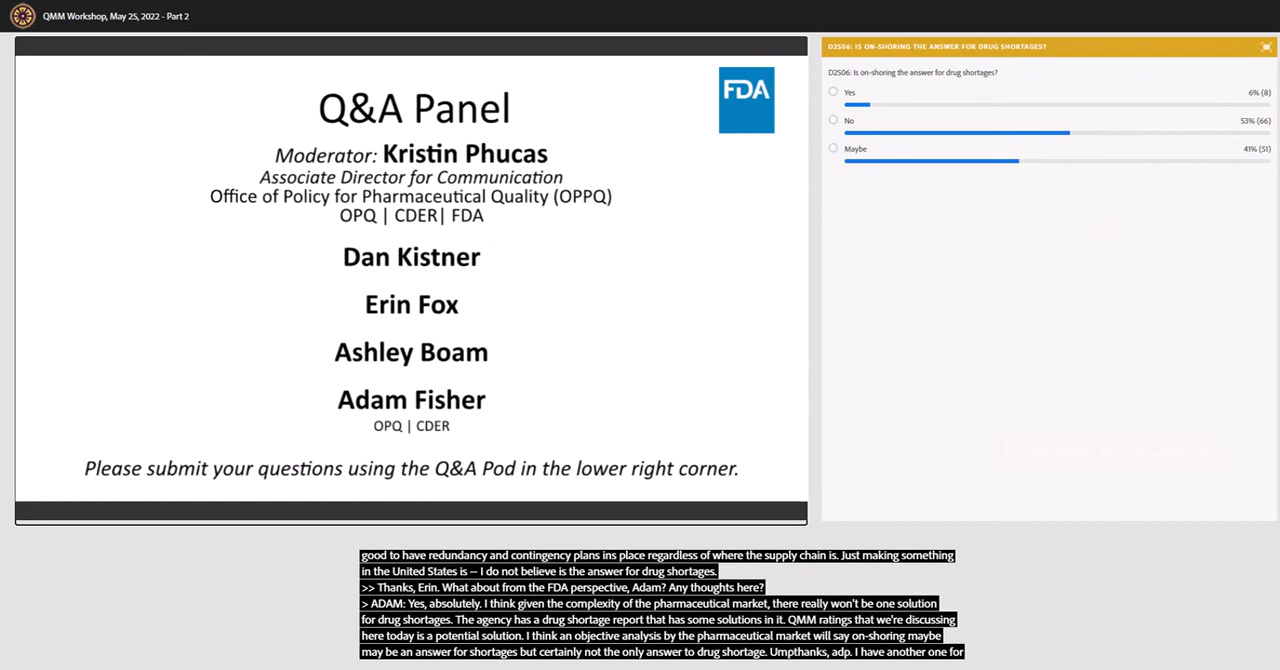 QMM Workshop, May 25, 2022 - Part 2
FDA
Q&A Panel
Moderator: Kristin Phucas
Associate Director for Communication
Office of Policy for Pharmaceutical Quality (OPPQ)
OPQ | CDER| FDA
Dan Kistner
Erin Fox
Ashley Boam
Adam Fisher
OPQ | CDER
Please submit your questions using the Q&A Pod in the lower right corner.
D2S06: IS ON-SHORING THE ANSWER FOR DRUG SHORTAGES?
D2S06: Is on-shoring the answer for drug shortages?
Yes 6% (8)
No 53% (66)
Maybe 41% (51)
good to have redundancy and contingency plans ins place regardless of where the supply chain is. Just making something
in the United States is -- I do not believe is the answer for drug shortages.
>> Thanks, Erin. What about from the FDA perspective, Adam? Any thoughts here?
> ADAM: Yes, absolutely. I think given the complexity of the pharmaceutical market, there really won't be one solution
for drug shortages. The agency has a drug shortage report that has some solutions in it. QMM ratings that we're discussing
here today is a potential solution. I think an objective analysis by the pharmaceutical market will say on-shoring maybe
may be an answer for shortages but certainly not the only answer to drug shortage. Umpthanks, adp. I have another one for